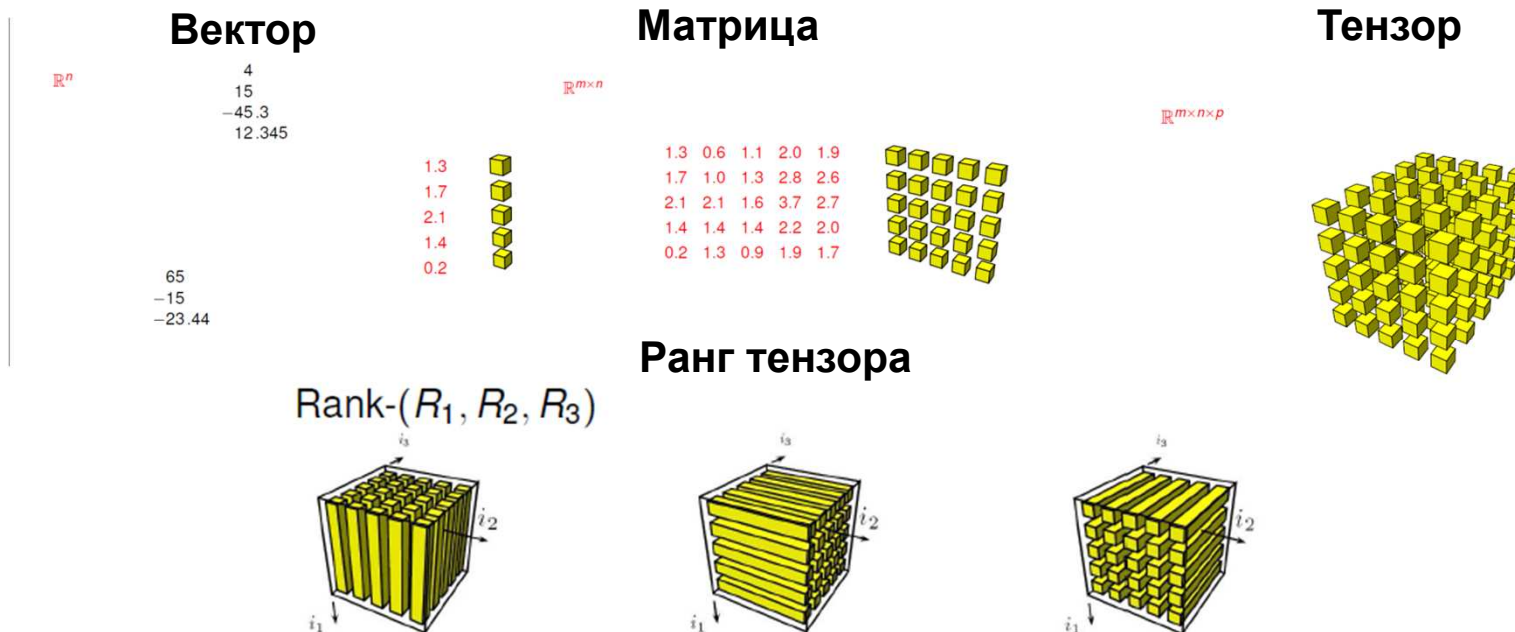 Вектор
Матрица
Тензор
ℝⁿ
4
15
−45.3
12.345
1.3
1.7
2.1
1.4
0.2
65
−15
−23.44
ℝᵐˣⁿ
1.3 0.6 1.1 2.0 1.9
1.7 1.0 1.3 2.8 2.6
2.1 2.1 1.6 3.7 2.7
1.4 1.4 1.4 2.2 2.0
0.2 1.3 0.9 1.9 1.7
ℝᵐˣⁿˣᵖ
Ранг тензора
Rank-(R₁, R₂, R₃)
i₃
i₂
i₁
i₃
i₂
i₁
i₃
i₂
i₁